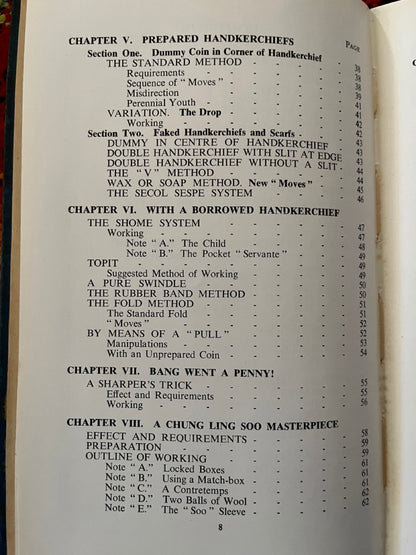 CHAPTER V. PREPARED HANDKERCHIEFS PAGE
Section One. Dummy Coin in Corner of Handkerchief
THE STANDARD METHOD - - - - 38
Requirements - - - - - 38
Sequence of "Moves" - - - - 38
Misdirection - - - - - 39
Perennial Youth - - - - - 41
VARIATION. The Drop - - - - 41
Working - - - - - - 42
Section Two. Faked Handkerchiefs and Scarfs
DUMMY IN CENTRE OF HANDKERCHIEF - 43
DOUBLE HANDKERCHIEF WITH SLIT AT EDGE 43
DOUBLE HANDKERCHIEF WITHOUT A SLIT - 43
THE "V" METHOD - - - - - 44
WAX OR SOAP METHOD. New "Moves" - - 45
THE SECOL SESPE SYSTEM - - - - 46
CHAPTER VI. WITH A BORROWED HANDKERCHIEF
THE SHOME SYSTEM - - - - - 47
Working - - - - - - 47
Note "A." The Child - - - - 48
Note "B." The Pocket "Servante" - - 49
TOPIT - - - - - - - 49
Suggested Method of Working - - - 49
A PURE SWINDLE - - - - - 50
THE RUBBER BAND METHOD - - - - 50
THE FOLD METHOD - - - - - 51
The Standard Fold - - - - - 51
"Moves" - - - - - - 52
BY MEANS OF A "PULL" - - - - 52
Manipulations - - - - - 53
With an Unprepared Coin - - - - 54
CHAPTER VII. BANG WENT A PENNY!
A SHARPER'S TRICK - - - - - 55
Effect and Requirements - - - - 55
Working - - - - - - 56
CHAPTER VIII. A CHUNG LING SOO MASTERPIECE
EFFECT AND REQUIREMENTS - - - - 58
PREPARATION - - - - - - 59
OUTLINE OF WORKING - - - - - 59
Note "A." Locked Boxes - - - - 61
Note "B." Using a Match-box - - - 61
Note "C." A Contretemps - - - - 61
Note "D." Two Balls of Wool - - - 62
Note "E." The "Soo" Sleeve - - - 62
8